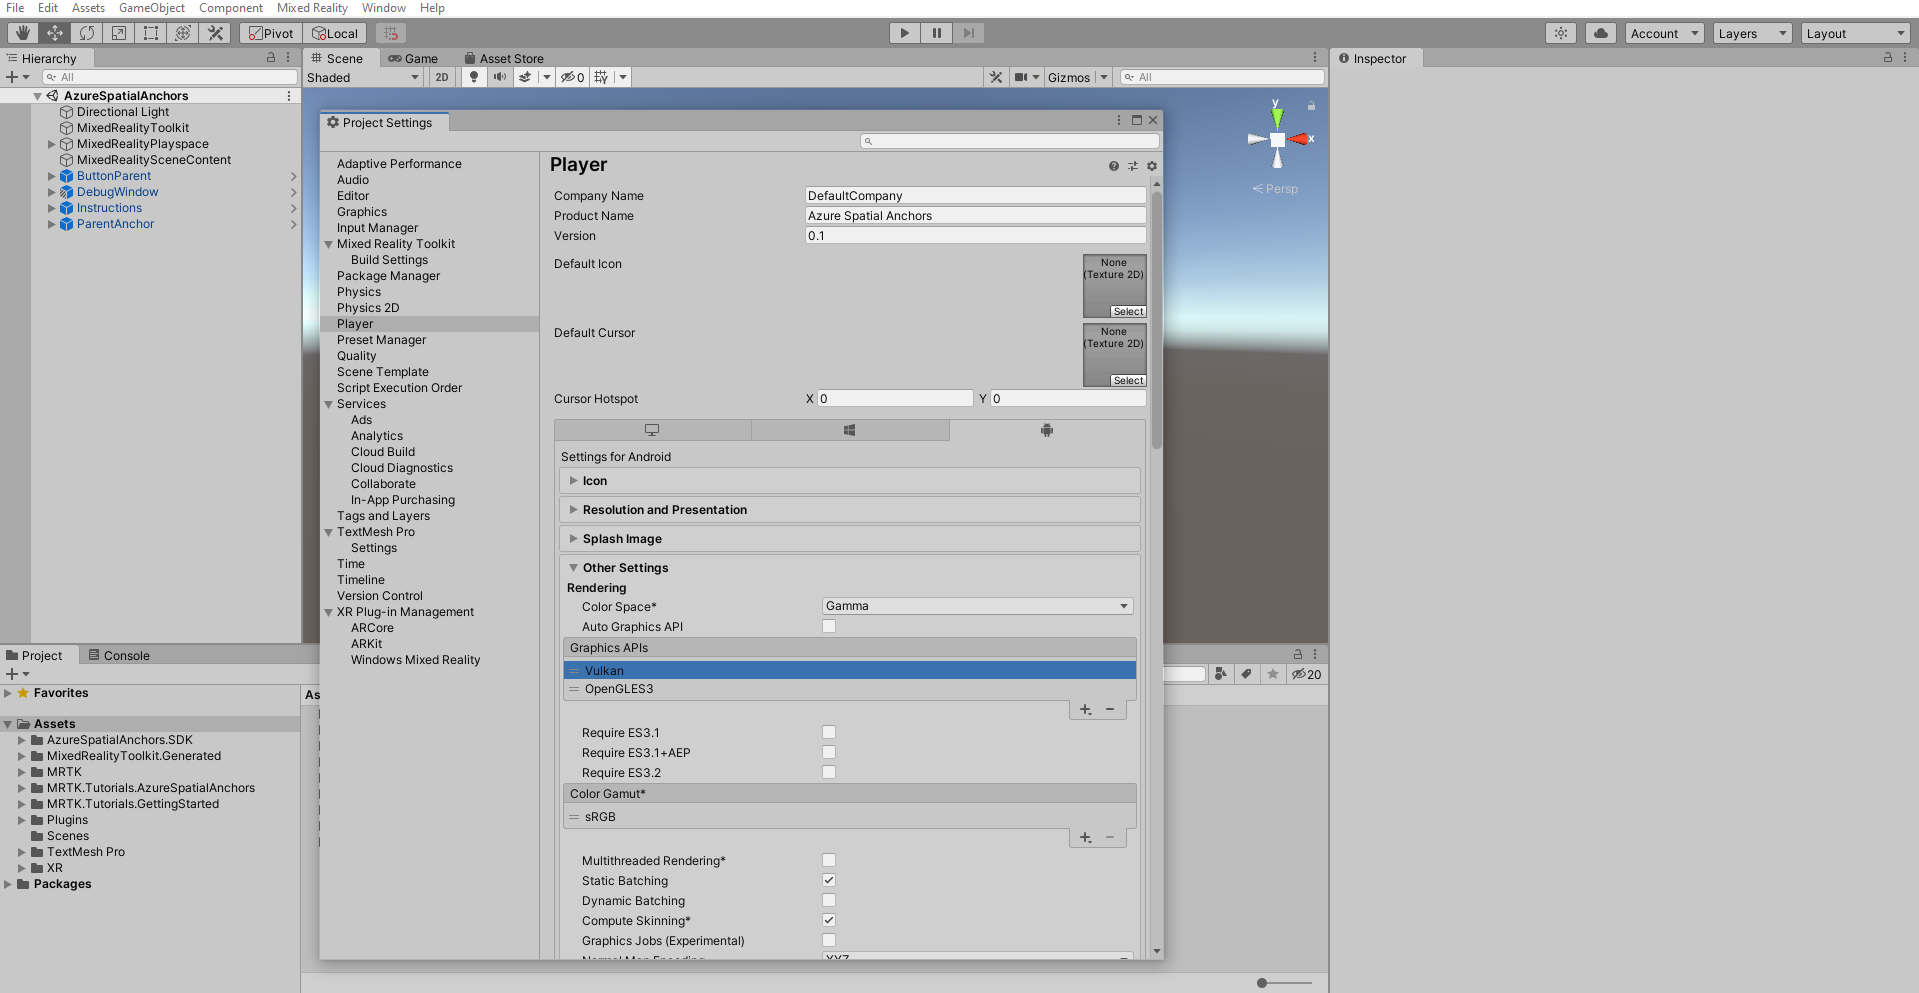 File Edit Assets GameObject Component Mixed Reality Window Help
Pivot Local Account Layers Layout
Hierarchy
All
AzureSpatialAnchors
Directional Light
MixedRealityToolkit
MixedRealityPlayspace
MixedRealitySceneContent
ButtonParent
DebugWindow
Instructions
ParentAnchor
Scene Game Asset Store
Shaded 2D 0 Gizmos All
y
x
Persp
Inspector
Project Settings
Adaptive Performance
Audio
Editor
Graphics
Input Manager
Mixed Reality Toolkit
Build Settings
Package Manager
Physics
Physics 2D
Player
Preset Manager
Quality
Scene Template
Script Execution Order
Services
Ads
Analytics
Cloud Build
Cloud Diagnostics
Collaborate
In-App Purchasing
Tags and Layers
TextMesh Pro
Settings
Time
Timeline
Version Control
XR Plug-in Management
ARCore
ARKit
Windows Mixed Reality
Player
Company Name DefaultCompany
Product Name Azure Spatial Anchors
Version 0.1
Default Icon
None
(Texture 2D)
Select
Default Cursor
None
(Texture 2D)
Select
Cursor Hotspot X 0 Y 0
Settings for Android
Icon
Resolution and Presentation
Splash Image
Other Settings
Rendering
Color Space* Gamma
Auto Graphics API
Graphics APIs
Vulkan
OpenGLES3
Require ES3.1
Require ES3.1+AEP
Require ES3.2
Color Gamut*
sRGB
Multithreaded Rendering*
Static Batching
Dynamic Batching
Compute Skinning*
Graphics Jobs (Experimental)
Normal Map Encoding XYZ
Project Console
20
Favorites
As
Assets
AzureSpatialAnchors.SDK
MixedRealityToolkit.Generated
MRTK
MRTK.Tutorials.AzureSpatialAnchors
MRTK.Tutorials.GettingStarted
Plugins
Scenes
TextMesh Pro
XR
Packages